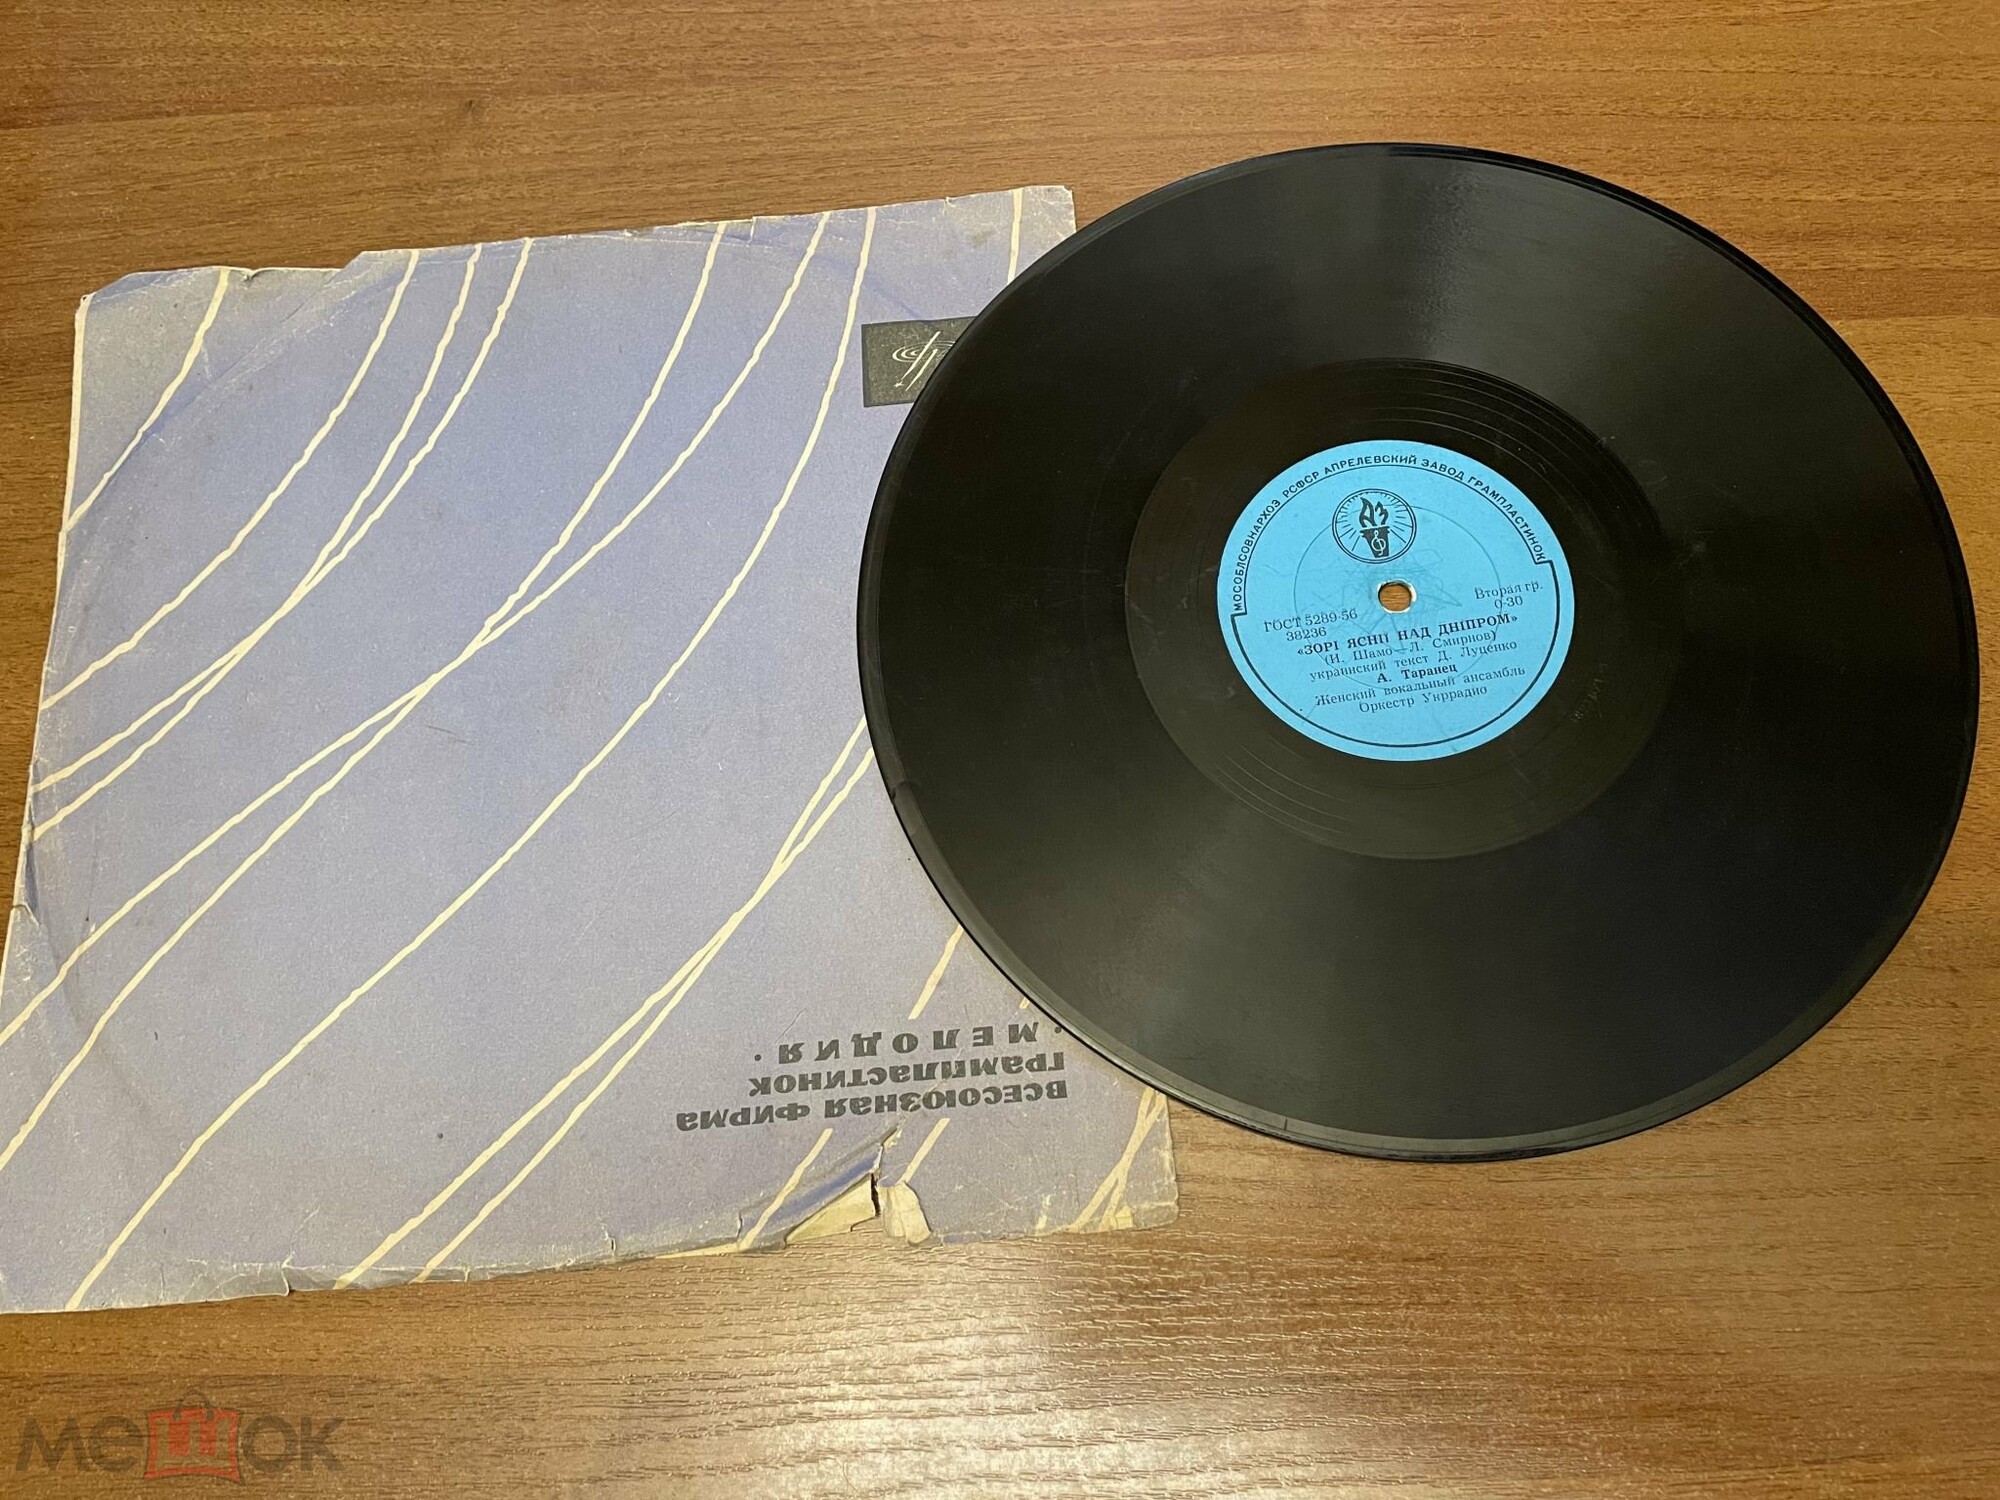 МОСОБЛСОВНАРХОЗ РСФСР АПРЕЛЕВСКИЙ ЗАВОД ГРАМПЛАСТИНОК
АЗ
ГОСТ 5289-56
Вторая гр.
38236
0-30
«ЗОРІ ЯСНІ НАД ДНІПРОМ»
(И. Шамо—Л. Смирнов)
украинский текст Д. Луценко
А. Таранец
Женский вокальный ансамбль
Оркестр Укррадио
ВСЕСОЮЗНАЯ ФИРМА
ГРАМПЛАСТИНОК
• МЕЛОДИЯ •
мешок